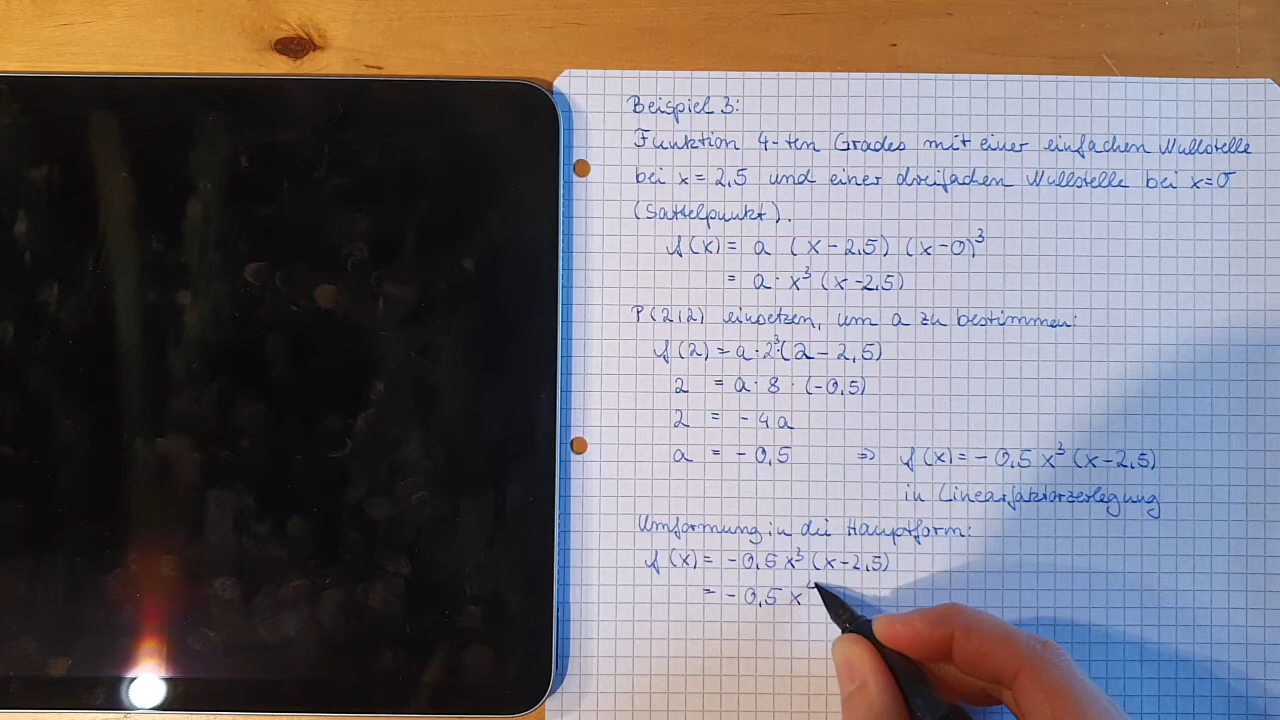 Beispiel 3:
Funktion 4-ten Grades mit einer einfachen Nullstelle
bei x = 2,5 und einer dreifachen Nullstelle bei x=0
(Sattelpunkt).
f(x) = a (x-2,5) (x-0)³
= a · x³ (x-2,5)
P(2|2) einsetzen, um a zu bestimmen:
f(2) = a · 2³ · (2-2,5)
2 = a · 8 · (-0,5)
2 = -4a
a = -0,5 ⇒ f(x) = -0,5 x³ (x-2,5)
in Linearfaktorzerlegung
Umformung in die Hauptform:
f(x) = -0,5 x³ (x-2,5)
= -0,5 x